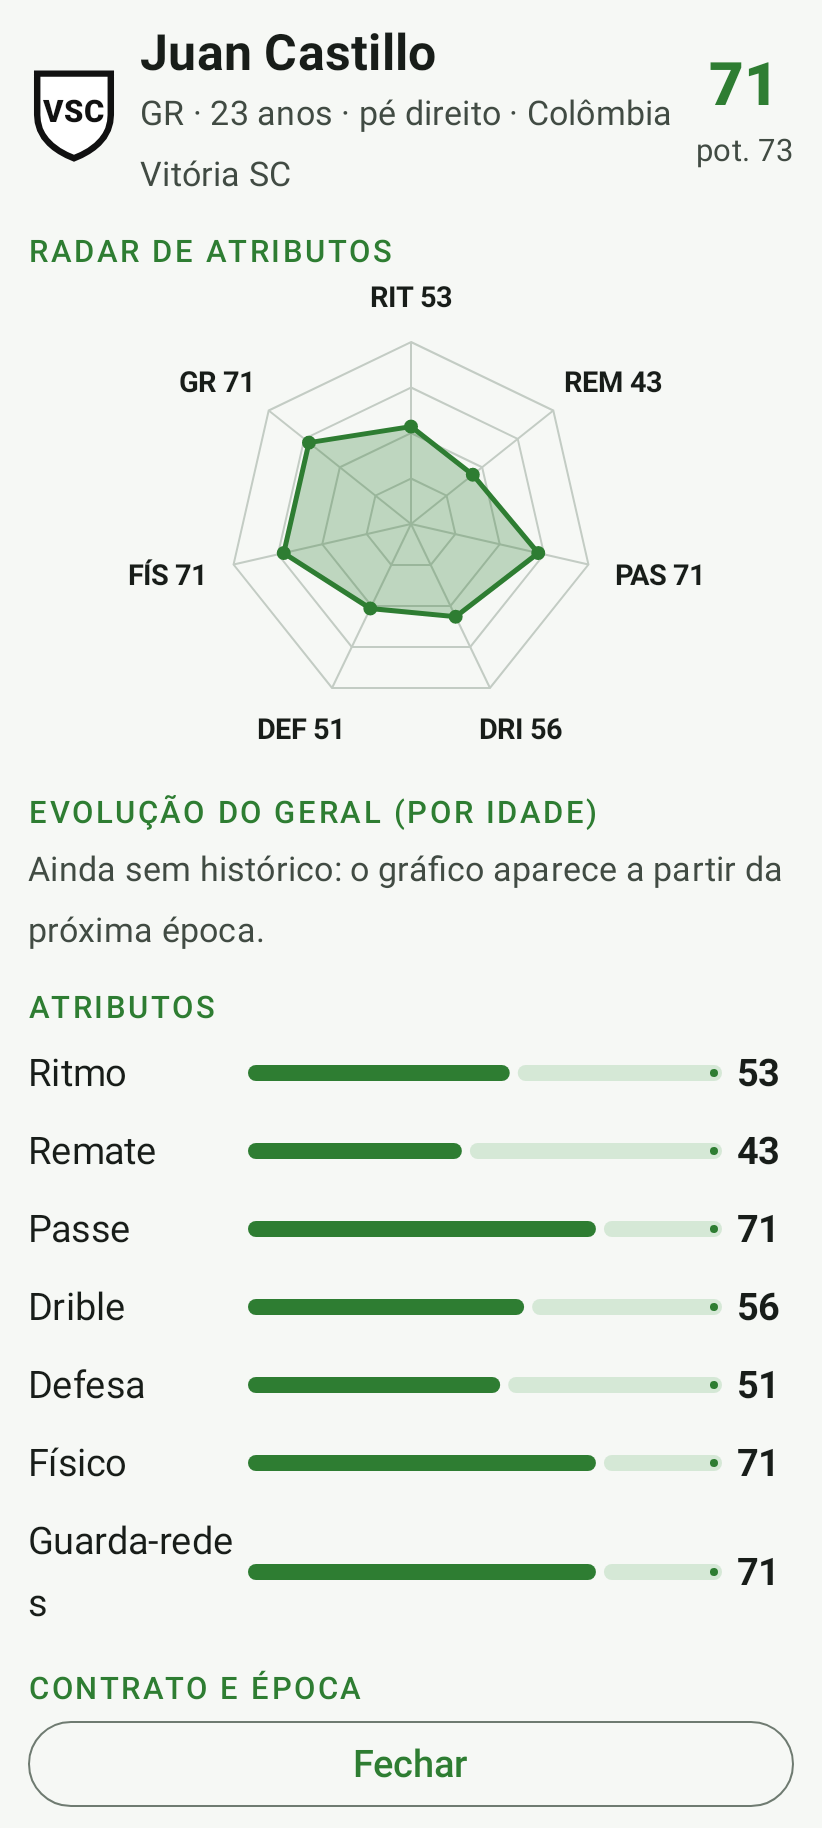 VSC
Juan Castillo
GR · 23 anos · pé direito · Colômbia
Vitória SC
71
pot. 73
RADAR DE ATRIBUTOS
RIT 53
GR 71
REM 43
FÍS 71
PAS 71
DEF 51
DRI 56
EVOLUÇÃO DO GERAL (POR IDADE)
Ainda sem histórico: o gráfico aparece a partir da
próxima época.
ATRIBUTOS
Ritmo 53
Remate 43
Passe 71
Drible 56
Defesa 51
Físico 71
Guarda-rede
s
71
CONTRATO E ÉPOCA
Fechar